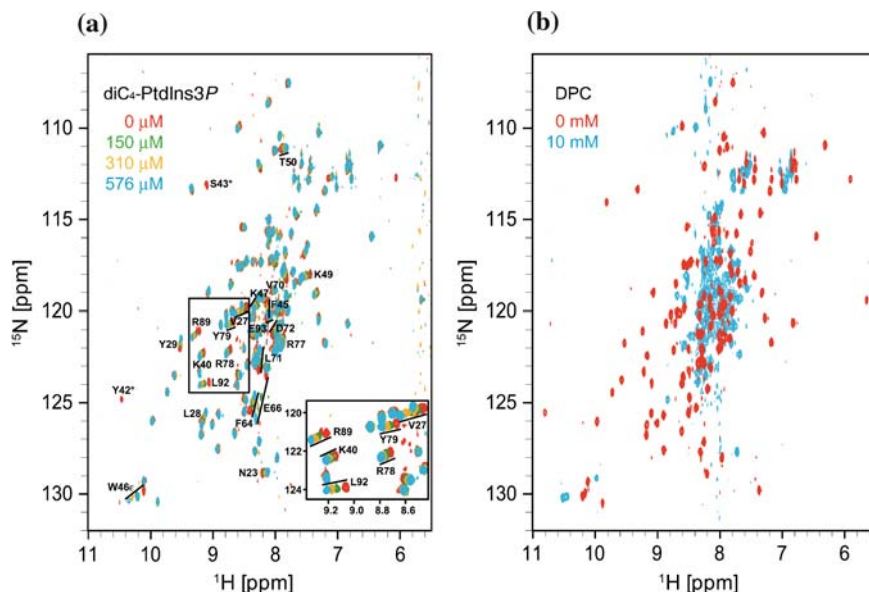 (a)
diC₄-PtdIns3P
0 μM
150 μM
310 μM
576 μM
T50
S43*
K49
K47
V70
F45
V27
E93
D72
R89
Y79
R77
Y29
K40
R78
L71
L92
Y42*
L28
E66
F64
N23
W46ε
120
122
124
R89
V27
Y79
K40
R78
L92
9.2
9.0
8.8
8.6
110
115
120
125
130
¹⁵N [ppm]
11
10
9
8
7
6
¹H [ppm]
(b)
DPC
0 mM
10 mM
110
115
120
125
130
¹⁵N [ppm]
11
10
9
8
7
6
¹H [ppm]